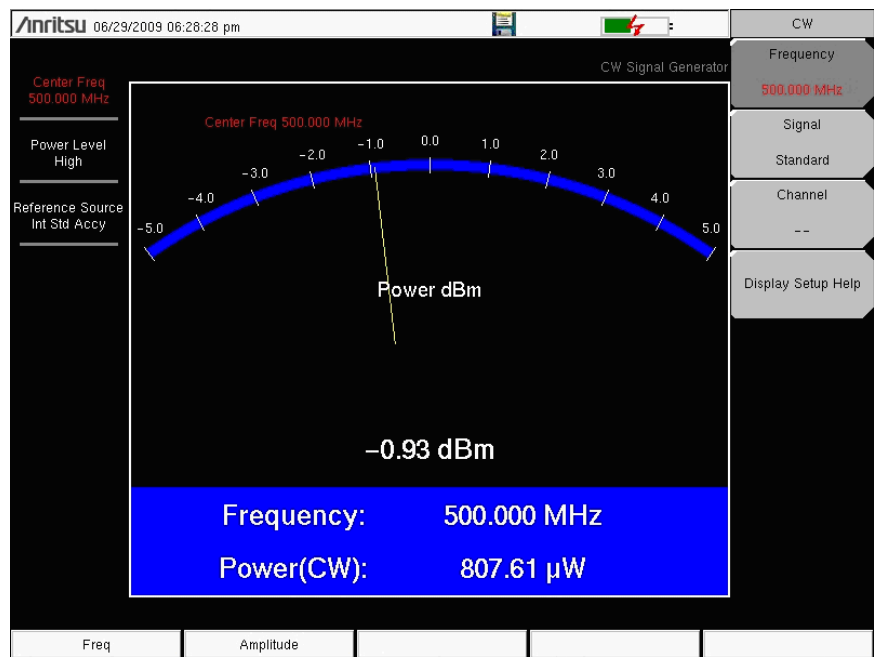 Anritsu 06/29/2009 06:28:28 pm
CW
CW Signal Generator
Center Freq
500.000 MHz
Power Level
High
Reference Source
Int Std Accy
Center Freq 500.000 MHz
−5.0 −4.0 −3.0 −2.0 −1.0 0.0 1.0 2.0 3.0 4.0 5.0
Power dBm
−0.93 dBm
Frequency: 500.000 MHz
Power(CW): 807.61 µW
Frequency
500.000 MHz
Signal
Standard
Channel
--
Display Setup Help
Freq
Amplitude